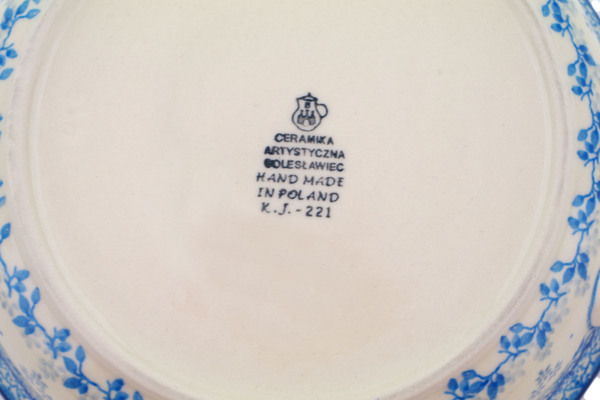 B
CERAMIKA
ARTYSTYCZNA
BOLESŁAWIEC
HAND MADE
IN POLAND
K.J.-221